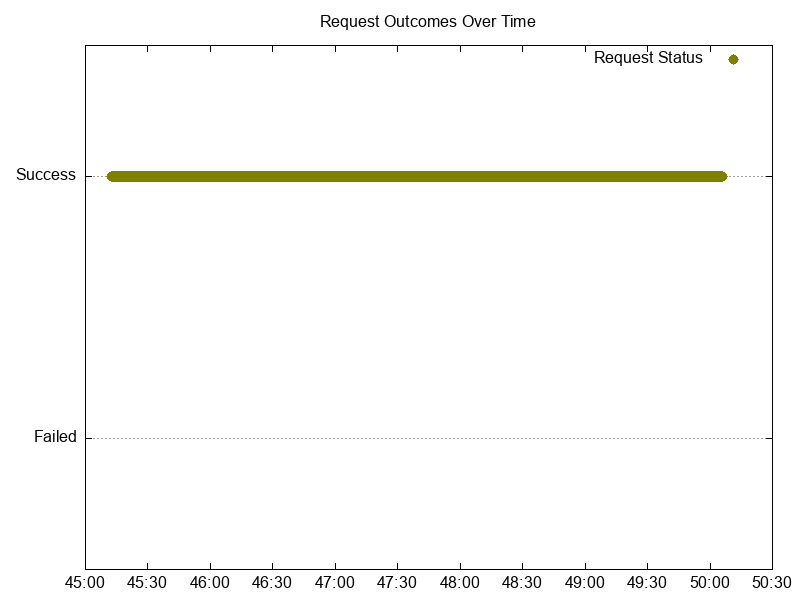 Request Outcomes Over Time
Request Status
Success
Failed
45:00 45:30 46:00 46:30 47:00 47:30 48:00 48:30 49:00 49:30 50:00 50:30